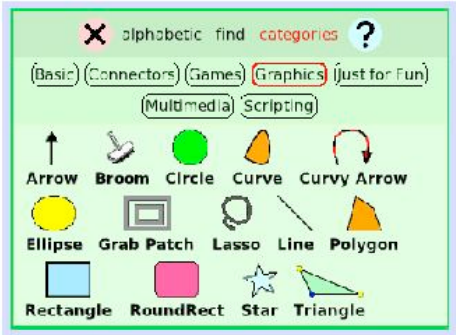 alphabetic find categories ?
Basic Connectors Games Graphics Just for Fun
Multimedia Scripting
Arrow Broom Circle Curve Curvy Arrow
Ellipse Grab Patch Lasso Line Polygon
Rectangle RoundRect Star Triangle